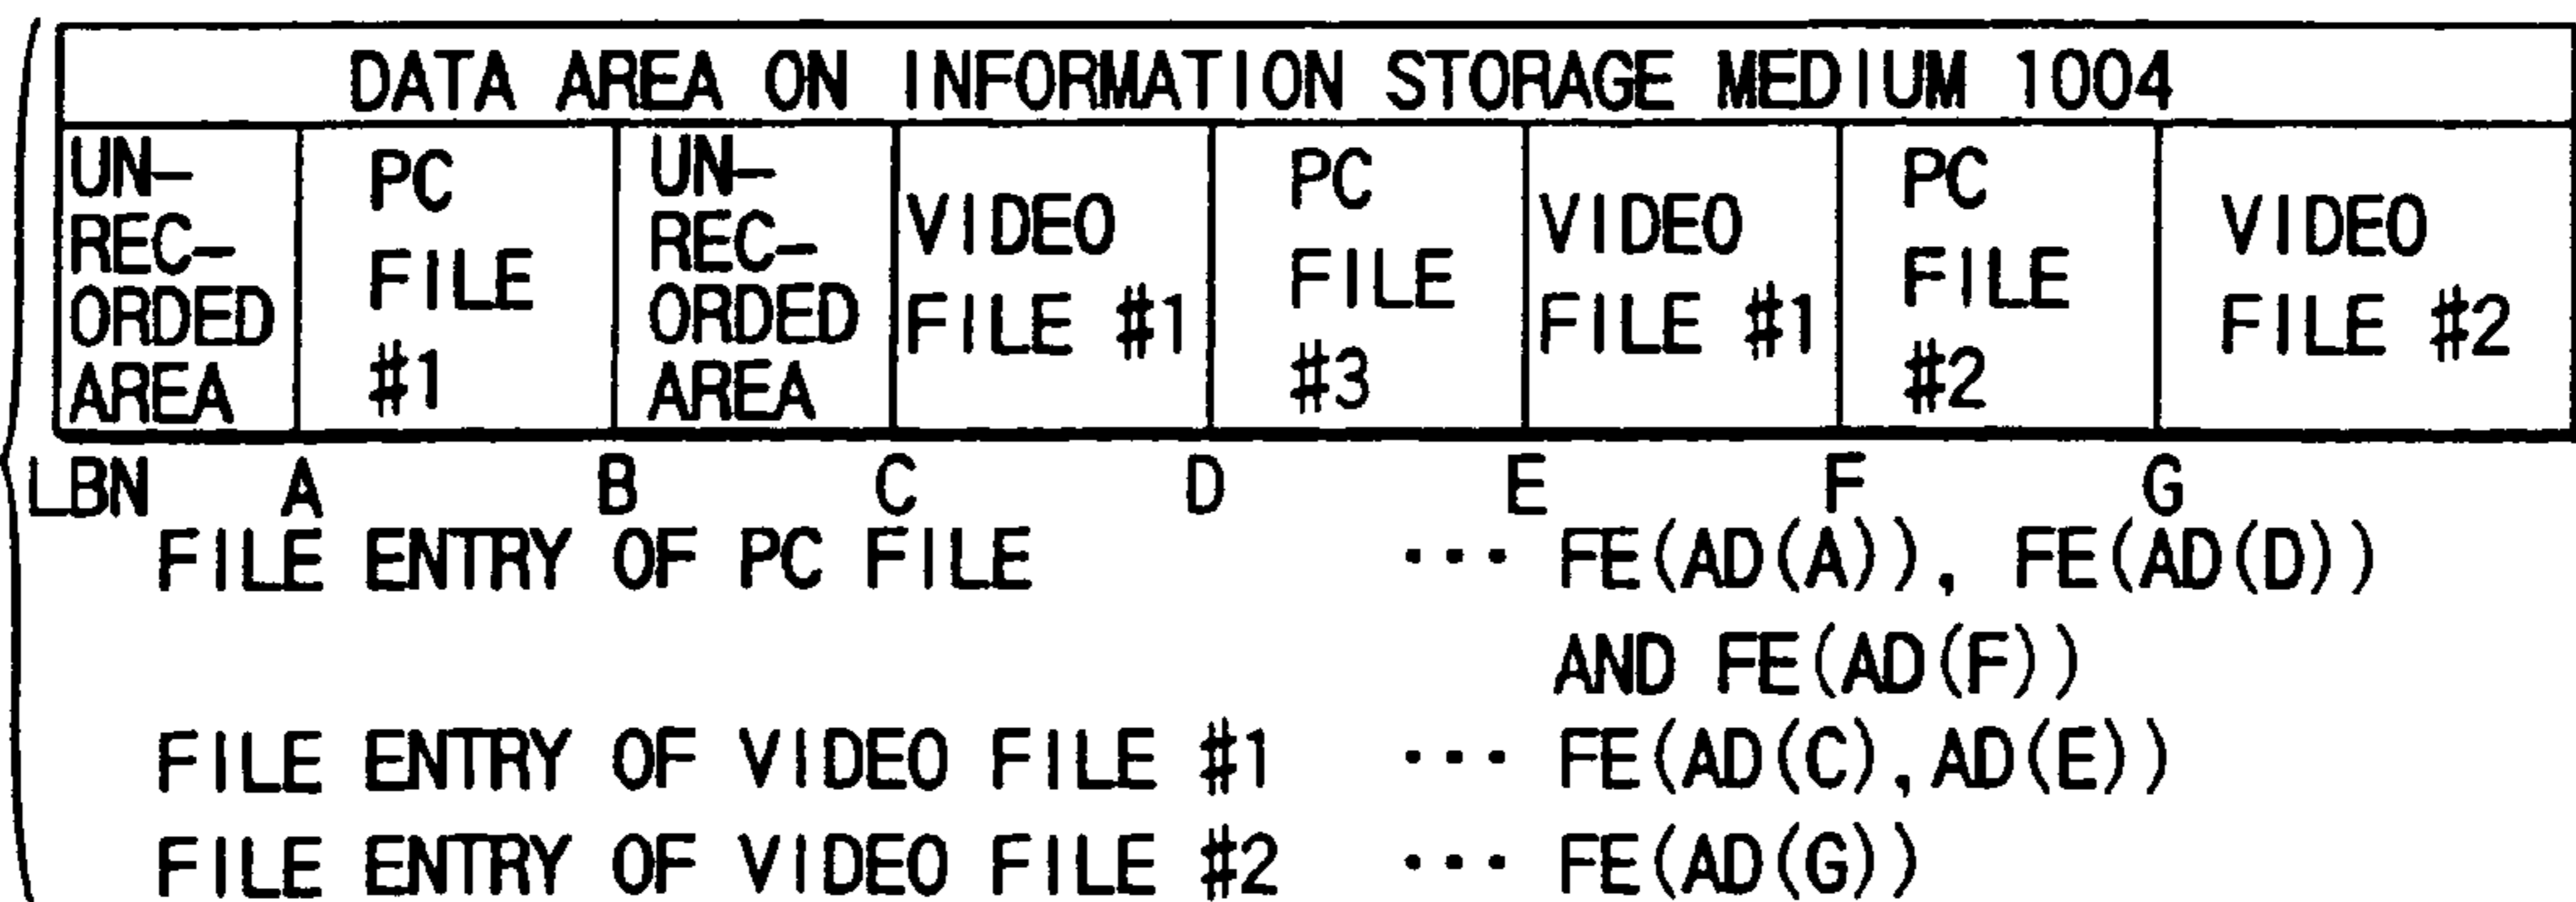 DATA AREA ON INFORMATION STORAGE MEDIUM 1004
UN-
REC-
ORDED
AREA
PC
FILE
#1
UN-
REC-
ORDED
AREA
VIDEO
FILE #1
PC
FILE
#3
VIDEO
FILE #1
PC
FILE
#2
VIDEO
FILE #2
LBN A B C D E F G
FILE ENTRY OF PC FILE ··· FE(AD(A)), FE(AD(D))
AND FE(AD(F))
FILE ENTRY OF VIDEO FILE #1 ··· FE(AD(C),AD(E))
FILE ENTRY OF VIDEO FILE #2 ··· FE(AD(G))